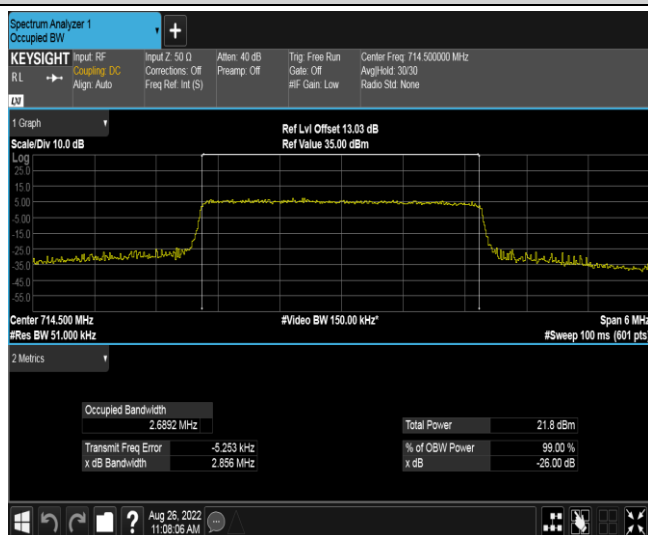 Spectrum Analyzer 1
Occupied BW
+
KEYSIGHT
RL
LXI
Input: RF
Coupling: DC
Align: Auto
Input Z: 50 Ω
Corrections: Off
Freq Ref: Int (S)
Atten: 40 dB
Preamp: Off
Trig: Free Run
Gate: Off
#IF Gain: Low
Center Freq: 714.500000 MHz
Avg|Hold: 30/30
Radio Std: None
1 Graph
Scale/Div 10.0 dB
Ref Lvl Offset 13.03 dB
Ref Value 35.00 dBm
Log
25.0
15.0
5.00
-5.00
-15.0
-25.0
-35.0
-45.0
-55.0
Center 714.500 MHz
#Res BW 51.000 kHz
#Video BW 150.00 kHz*
Span 6 MHz
#Sweep 100 ms (601 pts)
2 Metrics
Occupied Bandwidth
2.6892 MHz
Transmit Freq Error -5.253 kHz
x dB Bandwidth 2.856 MHz
Total Power 21.8 dBm
% of OBW Power 99.00 %
x dB -26.00 dB
?
Aug 26, 2022
11:08:06 AM